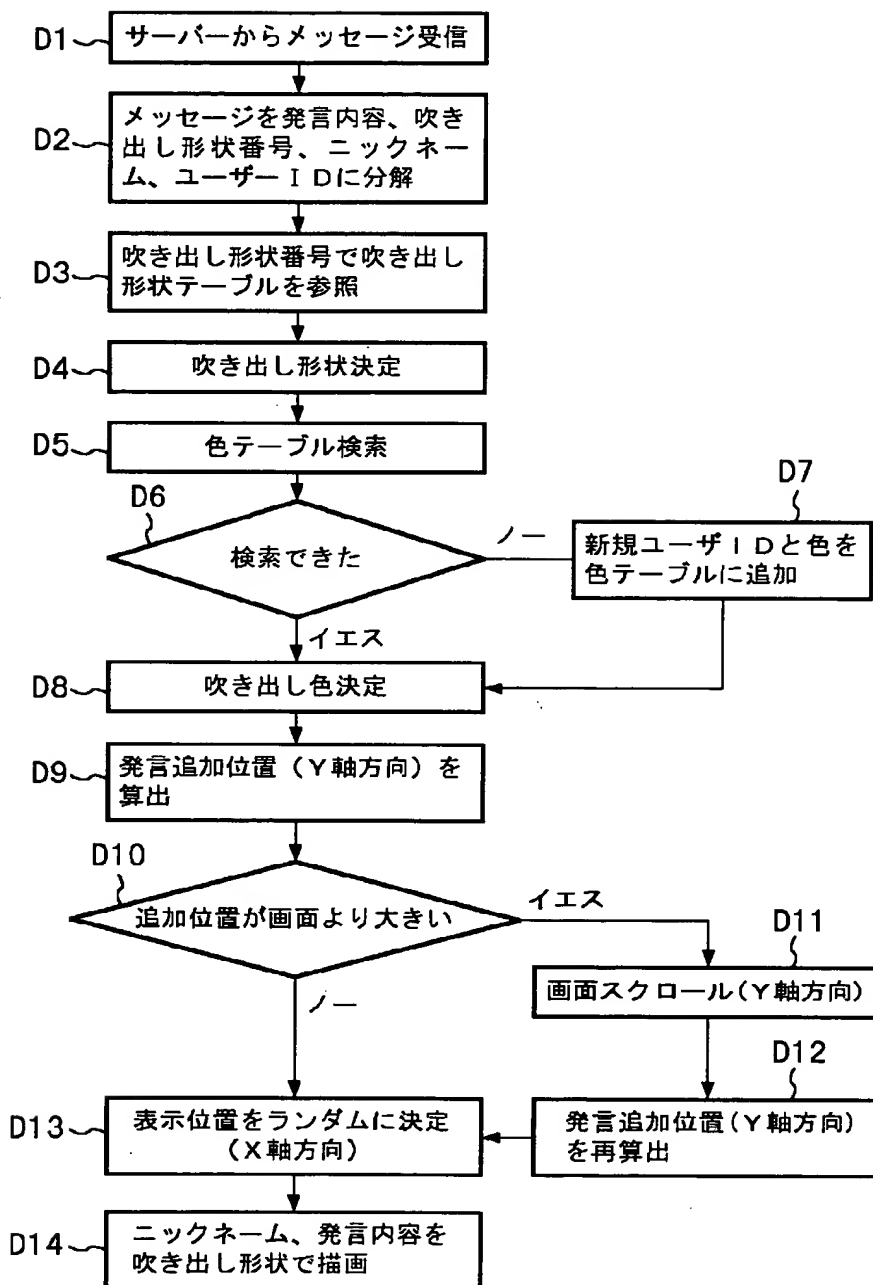 D1
サーバーからメッセージ受信
D2
メッセージを発言内容、吹き
出し形状番号、ニックネー
ム、ユーザーＩＤに分解
D3
吹き出し形状番号で吹き出し
形状テーブルを参照
D4
吹き出し形状決定
D5
色テーブル検索
D6
検索できた
ノー
D7
新規ユーザＩＤと色を
色テーブルに追加
イエス
D8
吹き出し色決定
D9
発言追加位置（Ｙ軸方向）を
算出
D10
追加位置が画面より大きい
イエス
D11
画面スクロール(Ｙ軸方向)
ノー
D12
発言追加位置(Ｙ軸方向)
を再算出
D13
表示位置をランダムに決定
（Ｘ軸方向）
D14
ニックネーム、発言内容を
吹き出し形状で描画